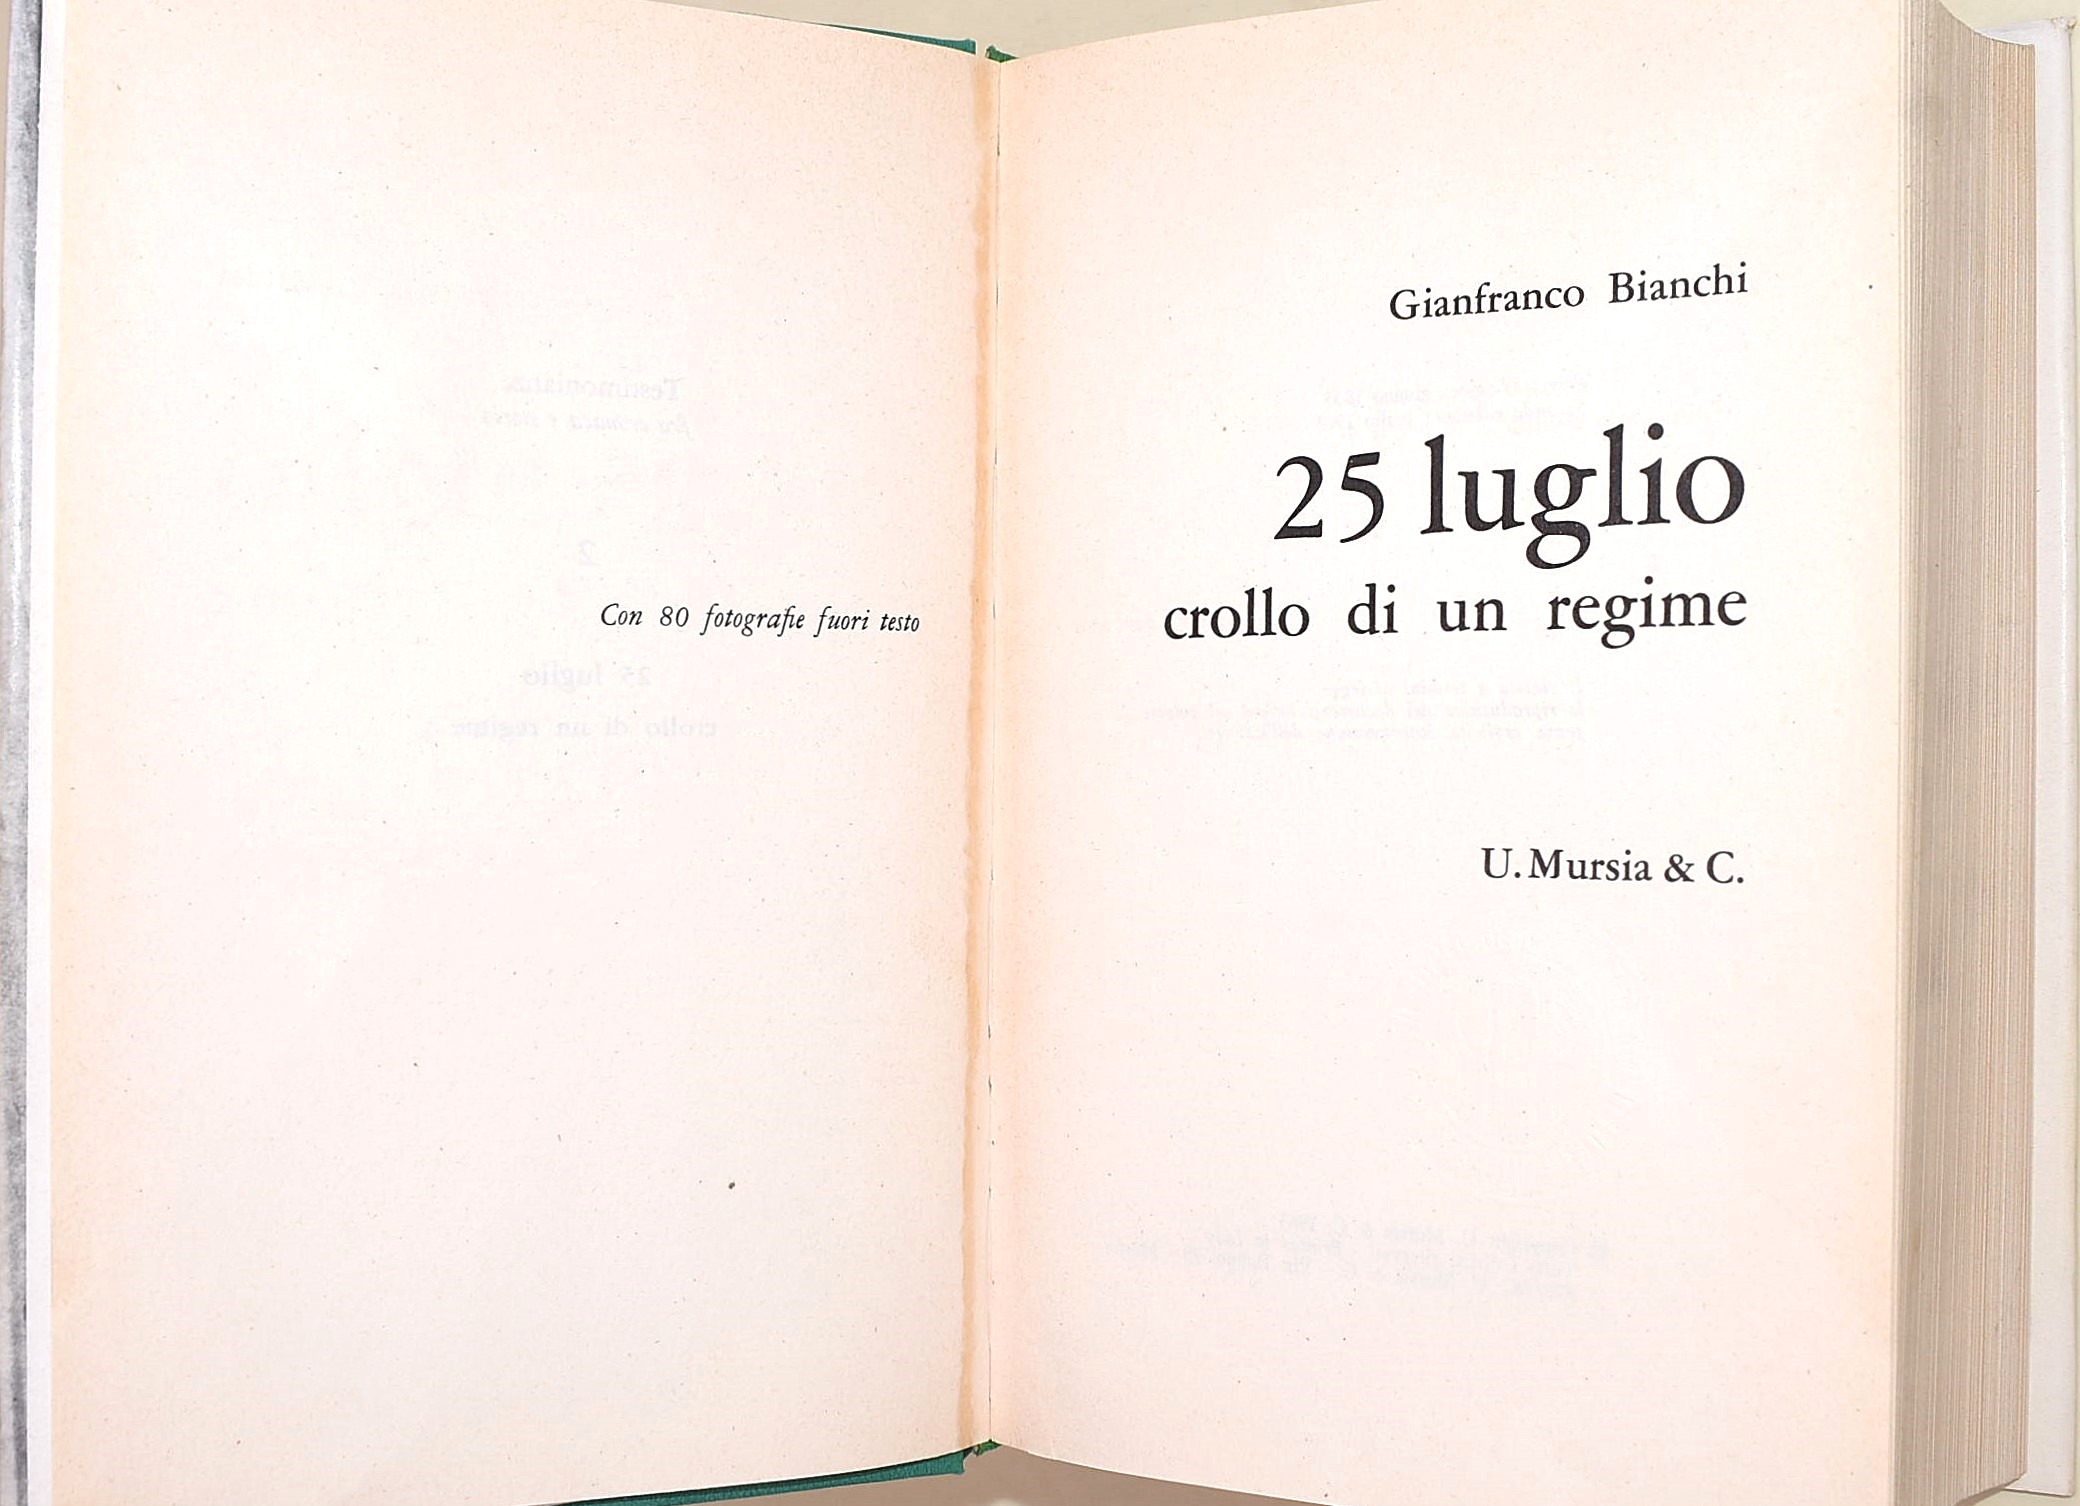 Con 80 fotografie fuori testo
Gianfranco Bianchi
25 luglio
crollo di un regime
U. Mursia & C.